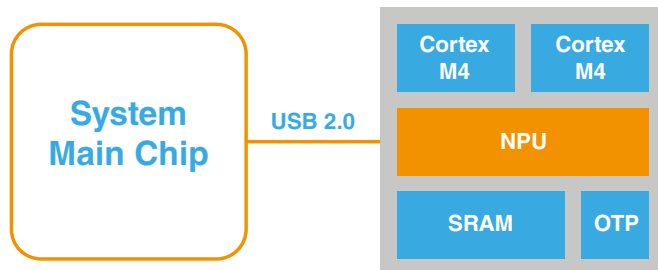 System
Main Chip
USB 2.0
Cortex
M4
Cortex
M4
NPU
SRAM
OTP